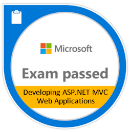 Microsoft
Exam passed
Developing ASP.NET MVC
Web Applications